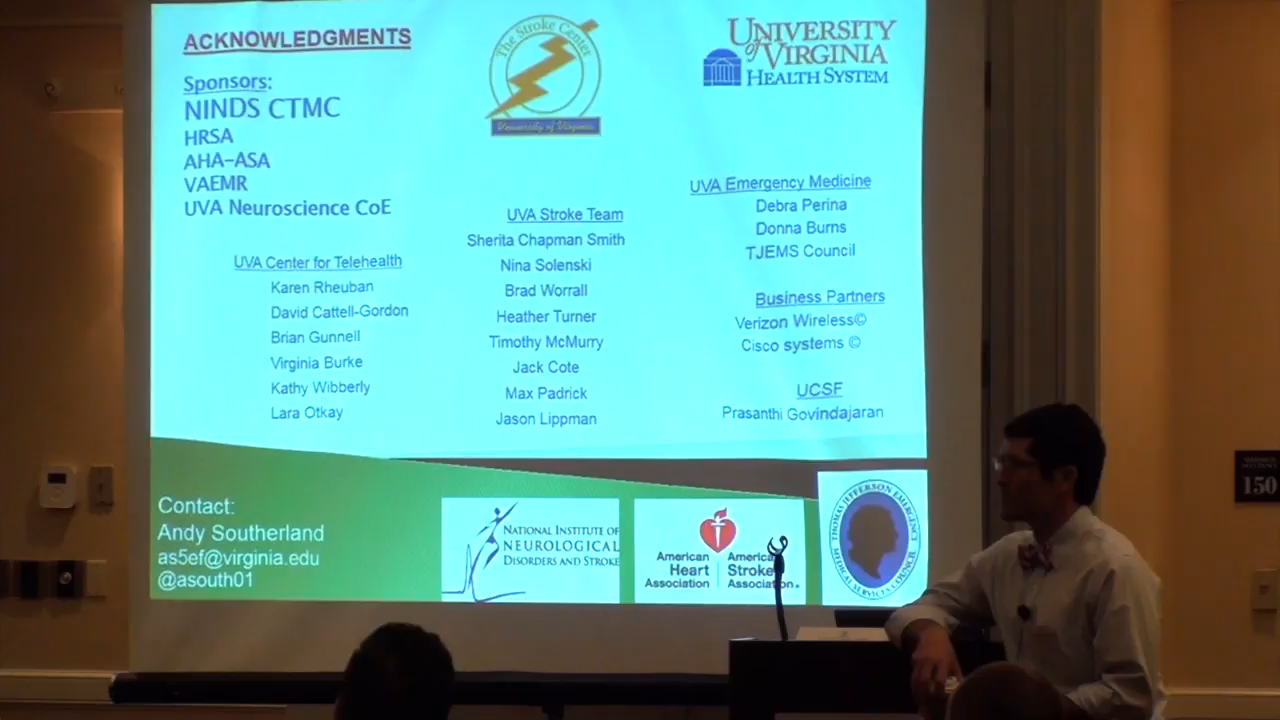 ACKNOWLEDGMENTS
Sponsors:
NINDS CTMC
HRSA
AHA-ASA
VAEMR
UVA Neuroscience CoE
UVA Center for Telehealth
Karen Rheuban
David Cattell-Gordon
Brian Gunnell
Virginia Burke
Kathy Wibberly
Lara Otkay
The Stroke Center
University of Virginia
UVA Stroke Team
Sherita Chapman Smith
Nina Solenski
Brad Worrall
Heather Turner
Timothy McMurry
Jack Cote
Max Padrick
Jason Lippman
UNIVERSITY
of VIRGINIA
HEALTH SYSTEM
UVA Emergency Medicine
Debra Perina
Donna Burns
TJEMS Council
Business Partners
Verizon Wireless©
Cisco systems ©
UCSF
Prasanthi Govindajaran
Contact:
Andy Southerland
as5ef@virginia.edu
@asouth01
NATIONAL INSTITUTE OF
NEUROLOGICAL
DISORDERS AND STROKE
American
Heart
Association
American
Stroke
Association®
THOMAS JEFFERSON EMERGENCY
MEDICAL SERVICES COUNCIL
150